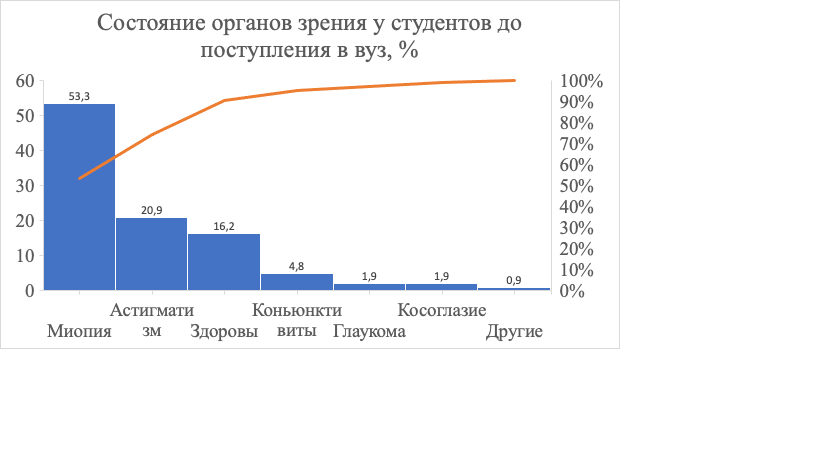 Состояние органов зрения у студентов до
поступления в вуз, %
60
50
40
30
20
10
0
53,3
20,9
16,2
4,8
1,9
1,9
0,9
100%
90%
80%
70%
60%
50%
40%
30%
20%
10%
0%
Миопия
Астигмати
зм
Здоровы
Коньюнкти
виты
Глаукома
Косоглазие
Другие